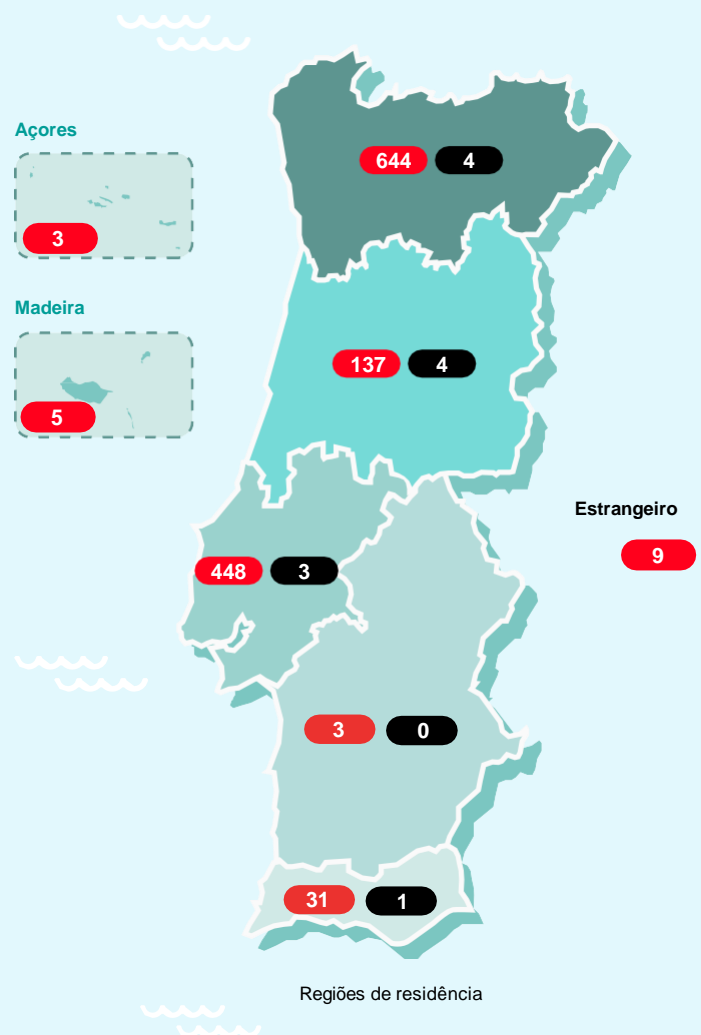 Açores
3
Madeira
5
644 4
137 4
448 3
Estrangeiro
9
3 0
31 1
Regiões de residência